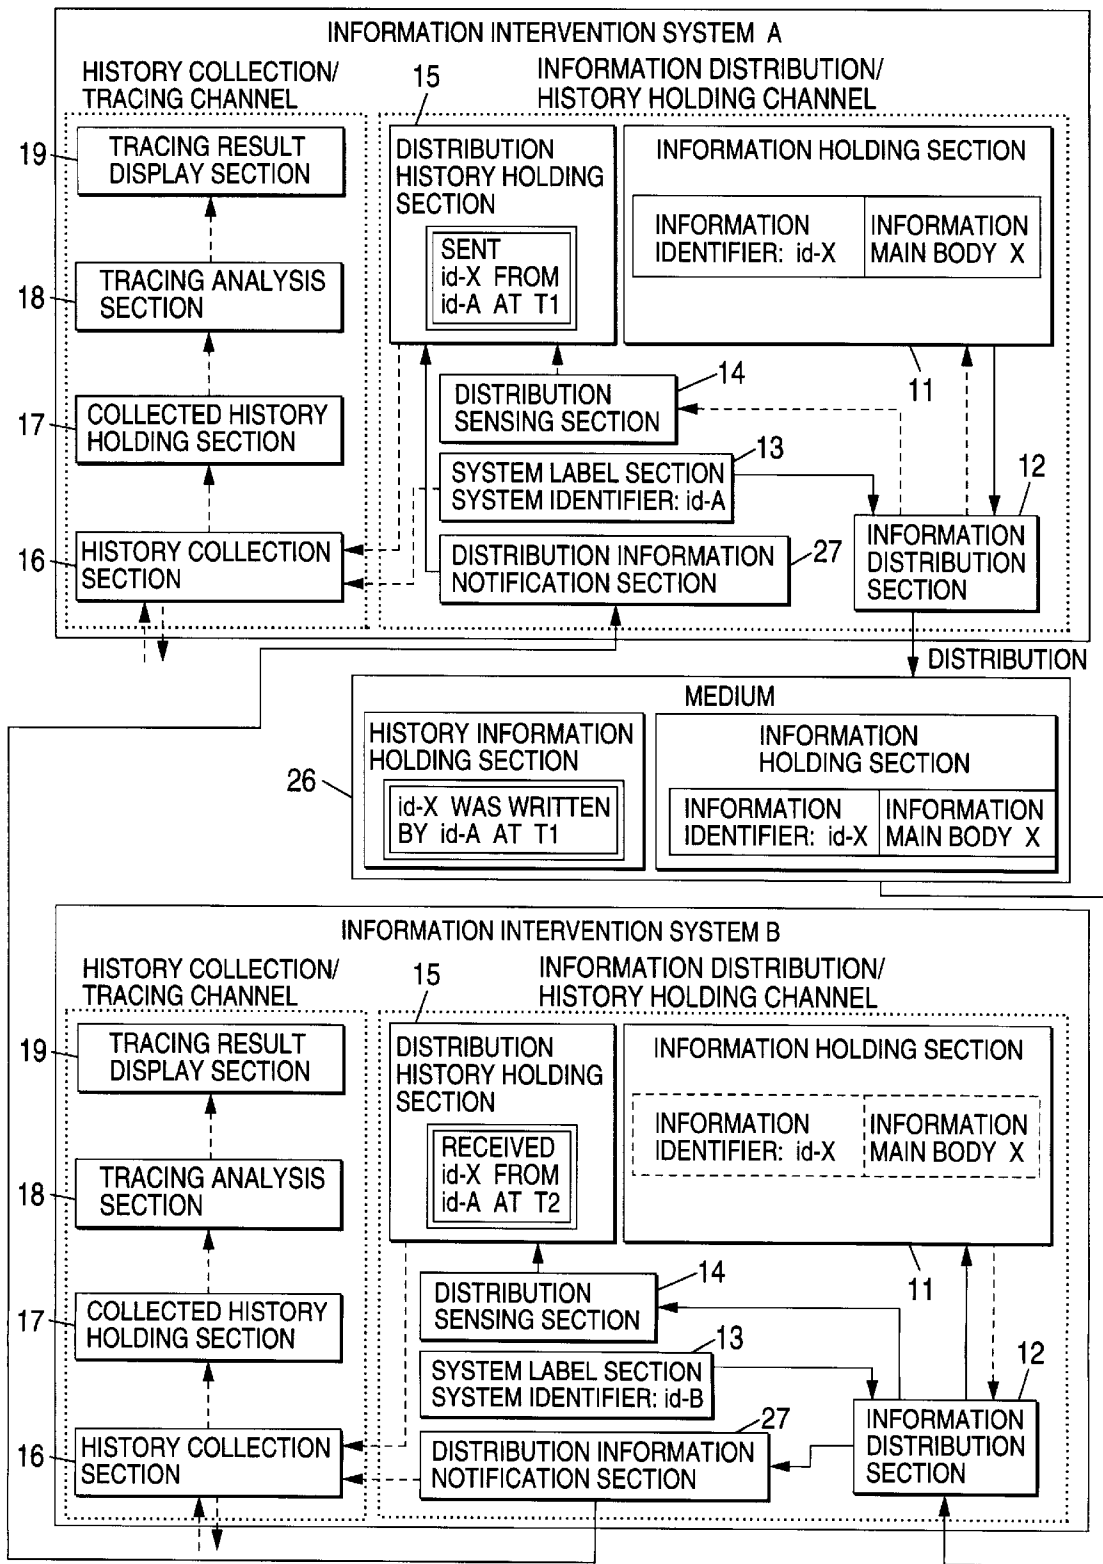 INFORMATION INTERVENTION SYSTEM A
HISTORY COLLECTION/
TRACING CHANNEL
15
INFORMATION DISTRIBUTION/
HISTORY HOLDING CHANNEL
19
TRACING RESULT
DISPLAY SECTION
DISTRIBUTION
HISTORY HOLDING
SECTION
SENT
id-X FROM
id-A AT T1
INFORMATION HOLDING SECTION
INFORMATION
IDENTIFIER: id-X
INFORMATION
MAIN BODY X
18
TRACING ANALYSIS
SECTION
11
17
COLLECTED HISTORY
HOLDING SECTION
DISTRIBUTION
SENSING SECTION
14
SYSTEM LABEL SECTION
SYSTEM IDENTIFIER: id-A
13
12
16
HISTORY COLLECTION
SECTION
DISTRIBUTION INFORMATION
NOTIFICATION SECTION
27
INFORMATION
DISTRIBUTION
SECTION
DISTRIBUTION
MEDIUM
26
HISTORY INFORMATION
HOLDING SECTION
id-X WAS WRITTEN
BY id-A AT T1
INFORMATION
HOLDING SECTION
INFORMATION
IDENTIFIER: id-X
INFORMATION
MAIN BODY X
INFORMATION INTERVENTION SYSTEM B
HISTORY COLLECTION/
TRACING CHANNEL
15
INFORMATION DISTRIBUTION/
HISTORY HOLDING CHANNEL
19
TRACING RESULT
DISPLAY SECTION
DISTRIBUTION
HISTORY HOLDING
SECTION
RECEIVED
id-X FROM
id-A AT T2
INFORMATION HOLDING SECTION
INFORMATION
IDENTIFIER: id-X
INFORMATION
MAIN BODY X
18
TRACING ANALYSIS
SECTION
11
17
COLLECTED HISTORY
HOLDING SECTION
DISTRIBUTION
SENSING SECTION
14
SYSTEM LABEL SECTION
SYSTEM IDENTIFIER: id-B
13
12
16
HISTORY COLLECTION
SECTION
DISTRIBUTION INFORMATION
NOTIFICATION SECTION
27
INFORMATION
DISTRIBUTION
SECTION